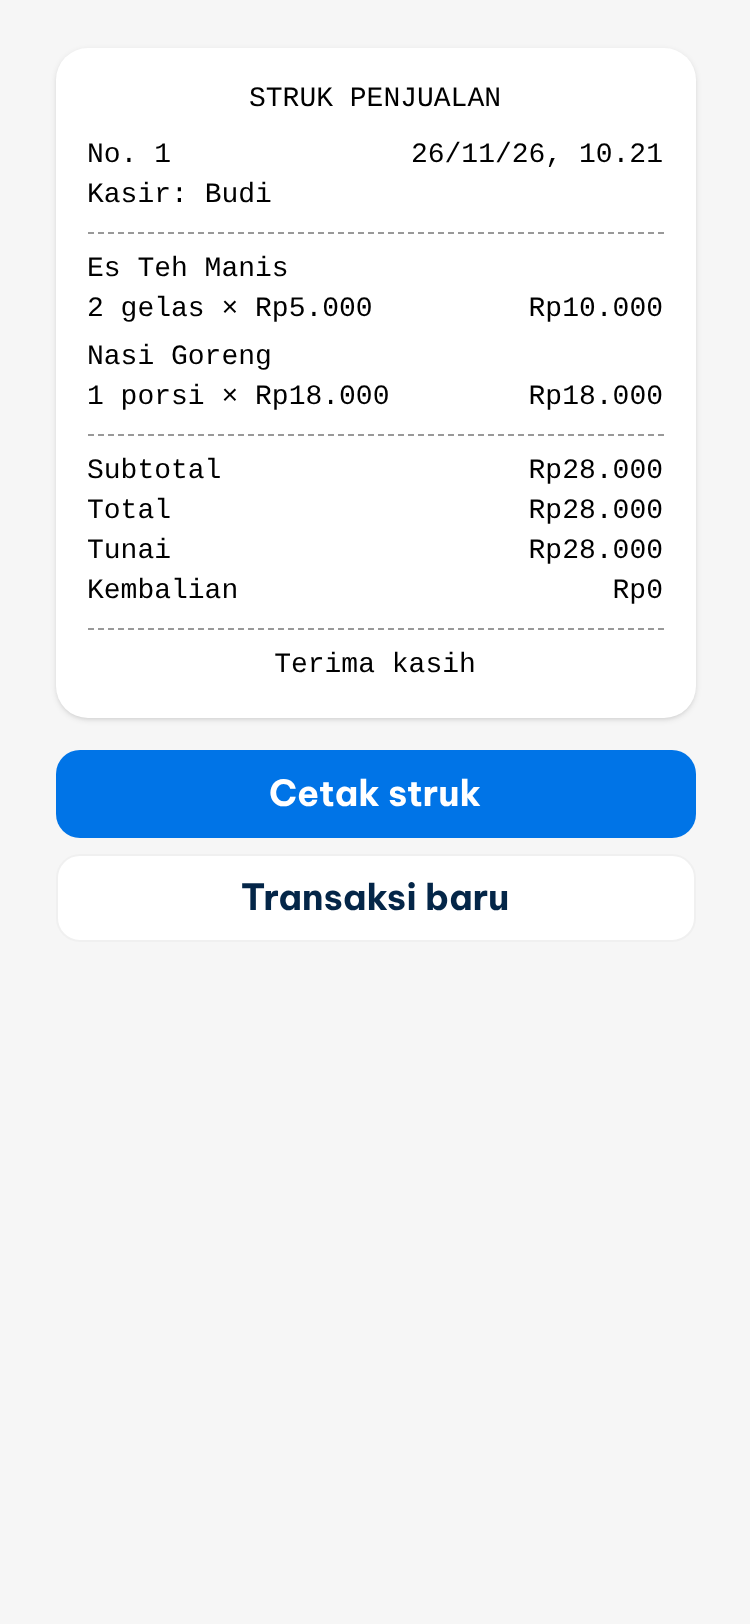 STRUK PENJUALAN
No. 1 26/11/26, 10.21
Kasir: Budi
Es Teh Manis
2 gelas × Rp5.000 Rp10.000
Nasi Goreng
1 porsi × Rp18.000 Rp18.000
Subtotal Rp28.000
Total Rp28.000
Tunai Rp28.000
Kembalian Rp0
Terima kasih
Cetak struk
Transaksi baru